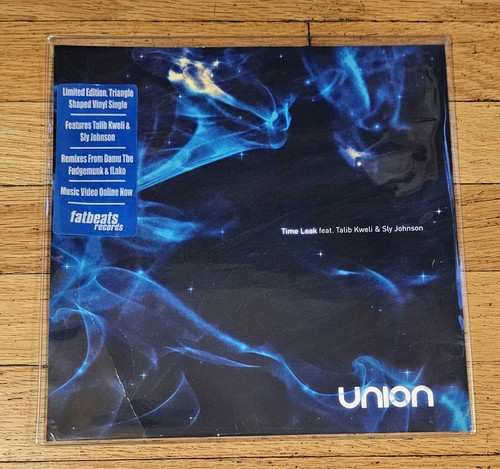 Limited Edition, Triangle
Shaped Vinyl Single
Features Talib Kweli &
Sly Johnson
Remixes From Damu The
Fudgemunk & fLako
Music Video Online Now
fatbeats
records
Time Leak feat. Talib Kweli & Sly Johnson
UNION